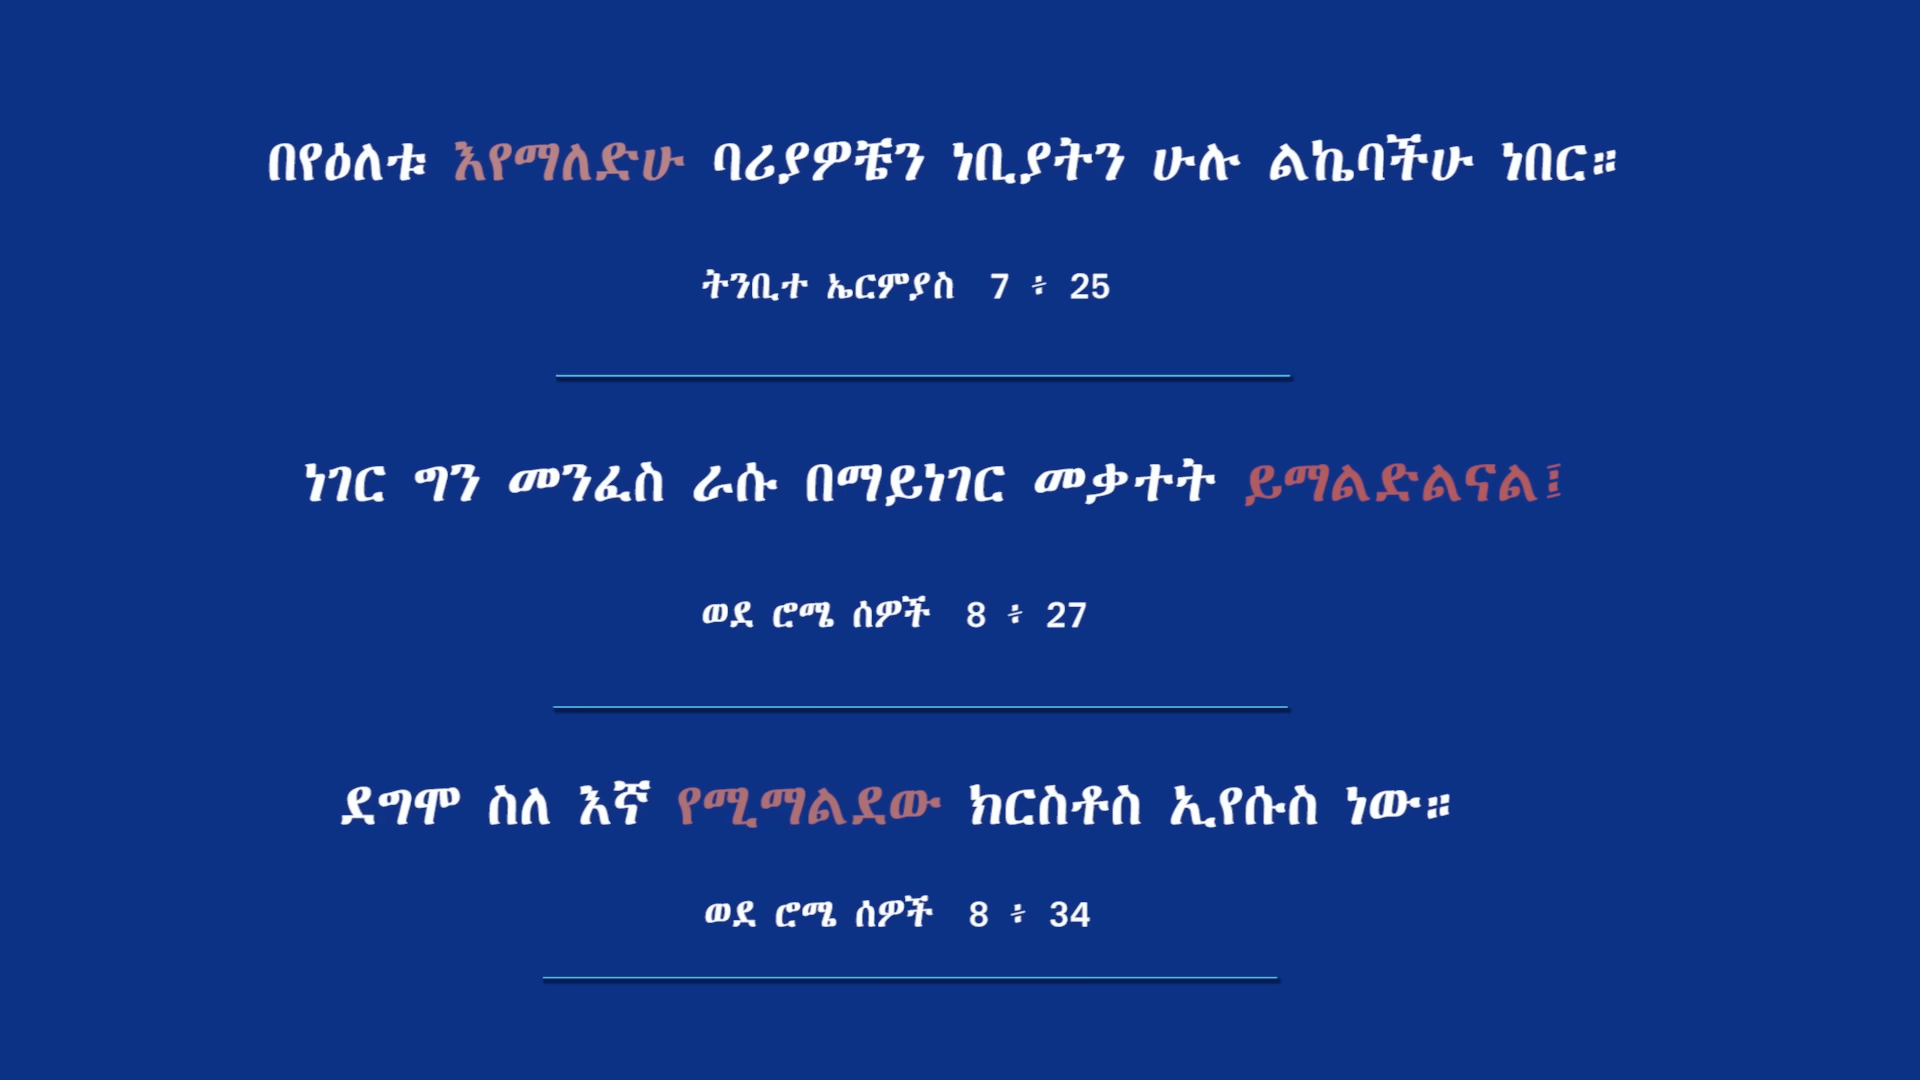 በየዕለቱ እየማለድሁ ባሪያዎቼን ነቢያትን ሁሉ ልኬባችሁ ነበር።
ትንቢተ ኤርምያስ 7 ፥ 25
ነገር ግን መንፈስ ራሱ በማይነገር መቃተት ይማልድልናል፤
ወደ ሮሜ ሰዎች 8 ፥ 27
ደግሞ ስለ እኛ የሚማልደው ክርስቶስ ኢየሱስ ነው።
ወደ ሮሜ ሰዎች 8 ፥ 34